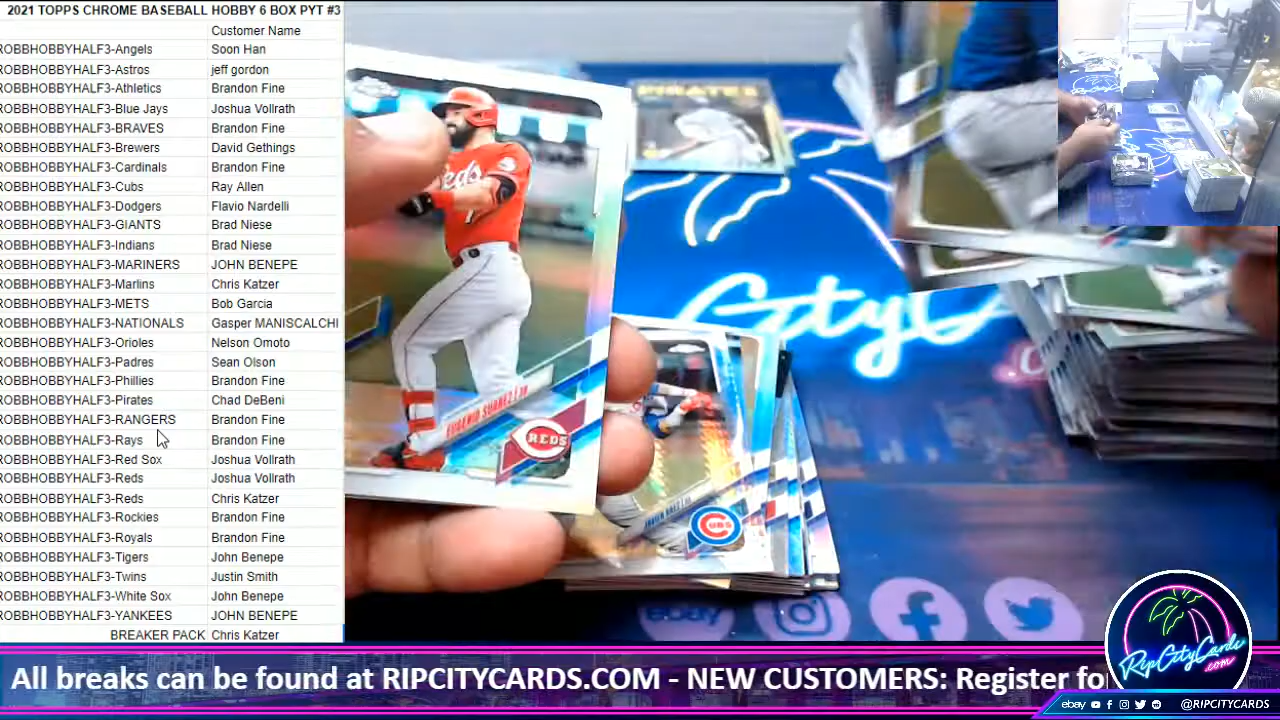 2021 TOPPS CHROME BASEBALL HOBBY 6 BOX PYT #3
Customer Name
ROBBHOBBYHALF3-Angels Soon Han
ROBBHOBBYHALF3-Astros jeff gordon
ROBBHOBBYHALF3-Athletics Brandon Fine
ROBBHOBBYHALF3-Blue Jays Joshua Vollrath
ROBBHOBBYHALF3-BRAVES Brandon Fine
ROBBHOBBYHALF3-Brewers David Gethings
ROBBHOBBYHALF3-Cardinals Brandon Fine
ROBBHOBBYHALF3-Cubs Ray Allen
ROBBHOBBYHALF3-Dodgers Flavio Nardelli
ROBBHOBBYHALF3-GIANTS Brad Niese
ROBBHOBBYHALF3-Indians Brad Niese
ROBBHOBBYHALF3-MARINERS JOHN BENEPE
ROBBHOBBYHALF3-Marlins Chris Katzer
ROBBHOBBYHALF3-METS Bob Garcia
ROBBHOBBYHALF3-NATIONALS Gasper MANISCALCHI
ROBBHOBBYHALF3-Orioles Nelson Omoto
ROBBHOBBYHALF3-Padres Sean Olson
ROBBHOBBYHALF3-Phillies Brandon Fine
ROBBHOBBYHALF3-Pirates Chad DeBeni
ROBBHOBBYHALF3-RANGERS Brandon Fine
ROBBHOBBYHALF3-Rays Brandon Fine
ROBBHOBBYHALF3-Red Sox Joshua Vollrath
ROBBHOBBYHALF3-Reds Joshua Vollrath
ROBBHOBBYHALF3-Reds Chris Katzer
ROBBHOBBYHALF3-Rockies Brandon Fine
ROBBHOBBYHALF3-Royals Brandon Fine
ROBBHOBBYHALF3-Tigers John Benepe
ROBBHOBBYHALF3-Twins Justin Smith
ROBBHOBBYHALF3-White Sox John Benepe
ROBBHOBBYHALF3-YANKEES JOHN BENEPE
BREAKER PACK Chris Katzer
PIRATES
eds
EUGENIO SUÁREZ
REDS
CUBS
City
ebay
All breaks can be found at RIPCITYCARDS.COM - NEW CUSTOMERS: Register fo
RipCityCards
.com
ebay @RIPCITYCARDS